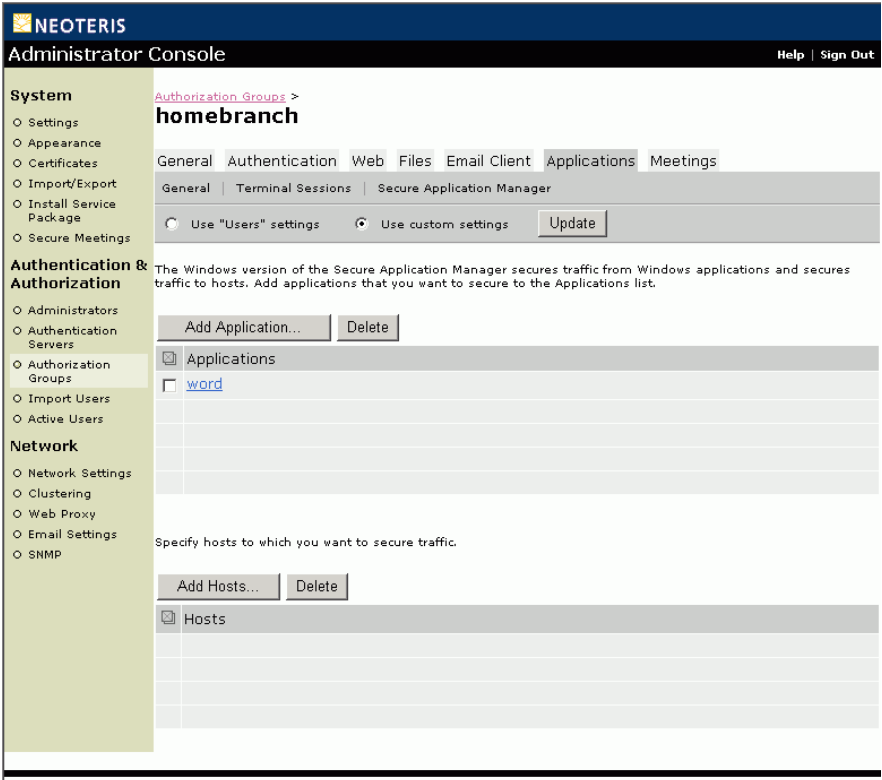 NEOTERIS
Administrator Console
Help | Sign Out
System
Settings
Appearance
Certificates
Import/Export
Install Service
Package
Secure Meetings
Authentication &
Authorization
Administrators
Authentication
Servers
Authorization
Groups
Import Users
Active Users
Network
Network Settings
Clustering
Web Proxy
Email Settings
SNMP
Authorization Groups >
homebranch
General Authentication Web Files Email Client Applications Meetings
General | Terminal Sessions | Secure Application Manager
Use "Users" settings Use custom settings Update
The Windows version of the Secure Application Manager secures traffic from Windows applications and secures
traffic to hosts. Add applications that you want to secure to the Applications list.
Add Application... Delete
Applications
word
Specify hosts to which you want to secure traffic.
Add Hosts... Delete
Hosts